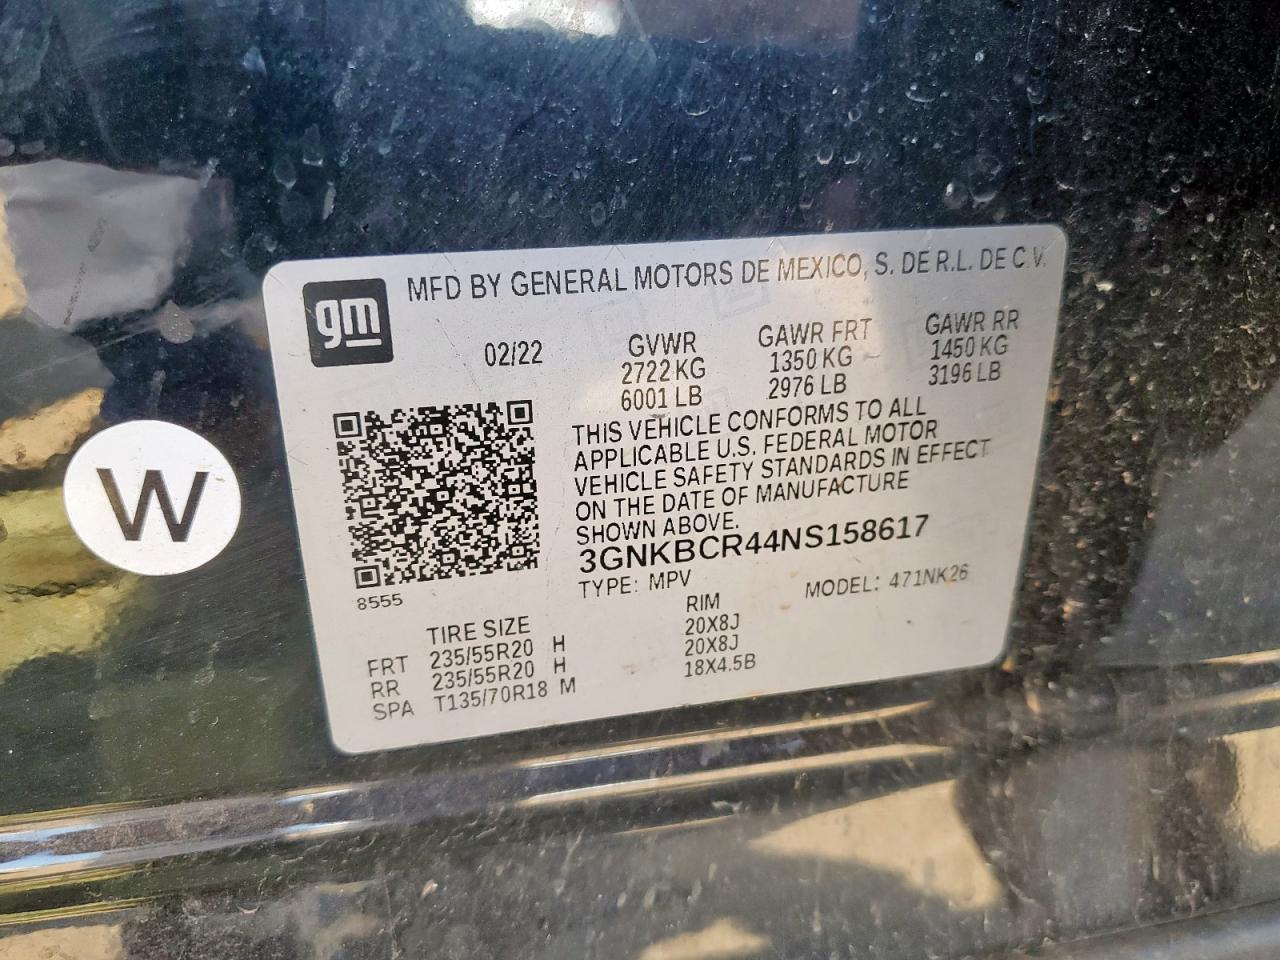 MFD BY GENERAL MOTORS DE MEXICO, S. DE R.L. DE C.V.
gm
02/22
GVWR GAWR FRT GAWR RR
2722 KG 1350 KG 1450 KG
6001 LB 2976 LB 3196 LB
THIS VEHICLE CONFORMS TO ALL
APPLICABLE U.S. FEDERAL MOTOR
VEHICLE SAFETY STANDARDS IN EFFECT
ON THE DATE OF MANUFACTURE
SHOWN ABOVE.
3GNKBCR44NS158617
TYPE: MPV MODEL: 471NK26
8555
W
TIRE SIZE RIM
FRT 235/55R20 H 20X8J
RR 235/55R20 H 20X8J
SPA T135/70R18 M 18X4.5B